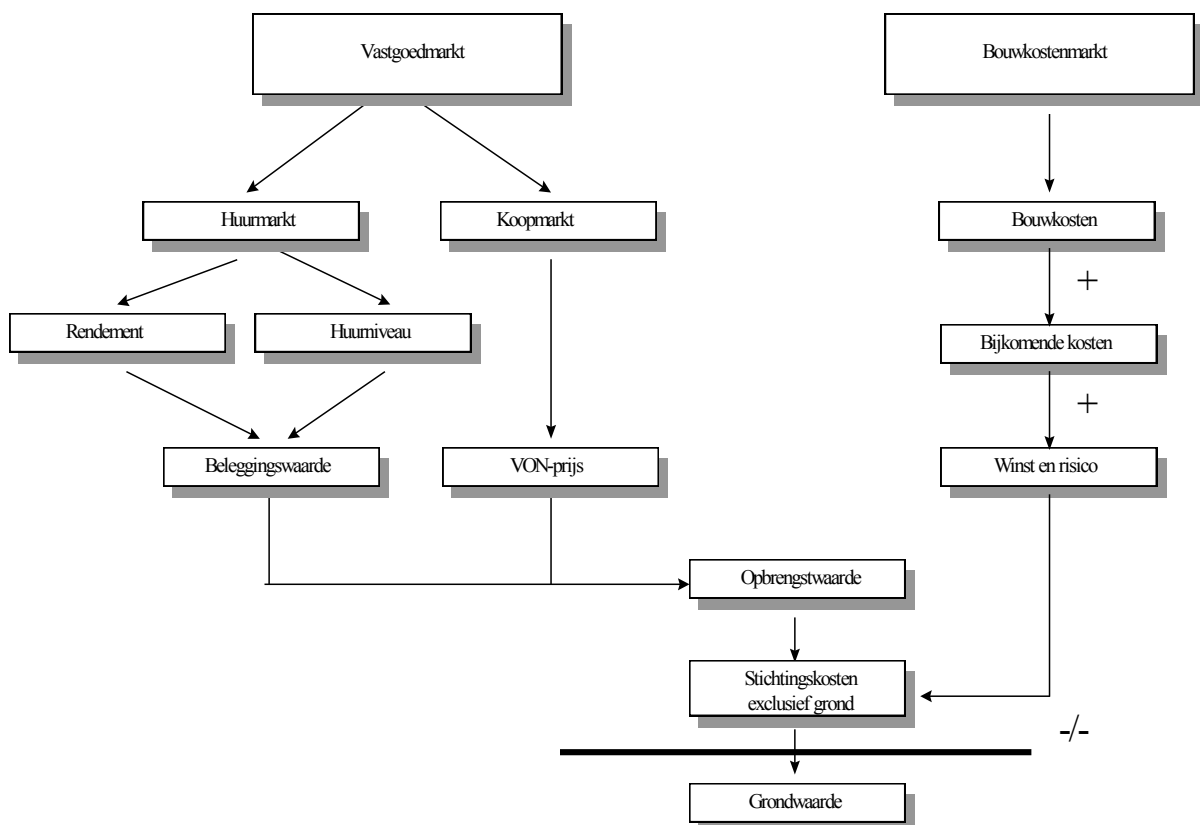 Vastgoedmarkt
Bouwkostenmarkt
Huurmarkt
Koopmarkt
Bouwkosten
+
Rendement
Huurniveau
Bijkomende kosten
+
Beleggingswaarde
VON-prijs
Winst en risico
Opbrengstwaarde
Stichtingskosten
exclusief grond
-/-
Grondwaarde